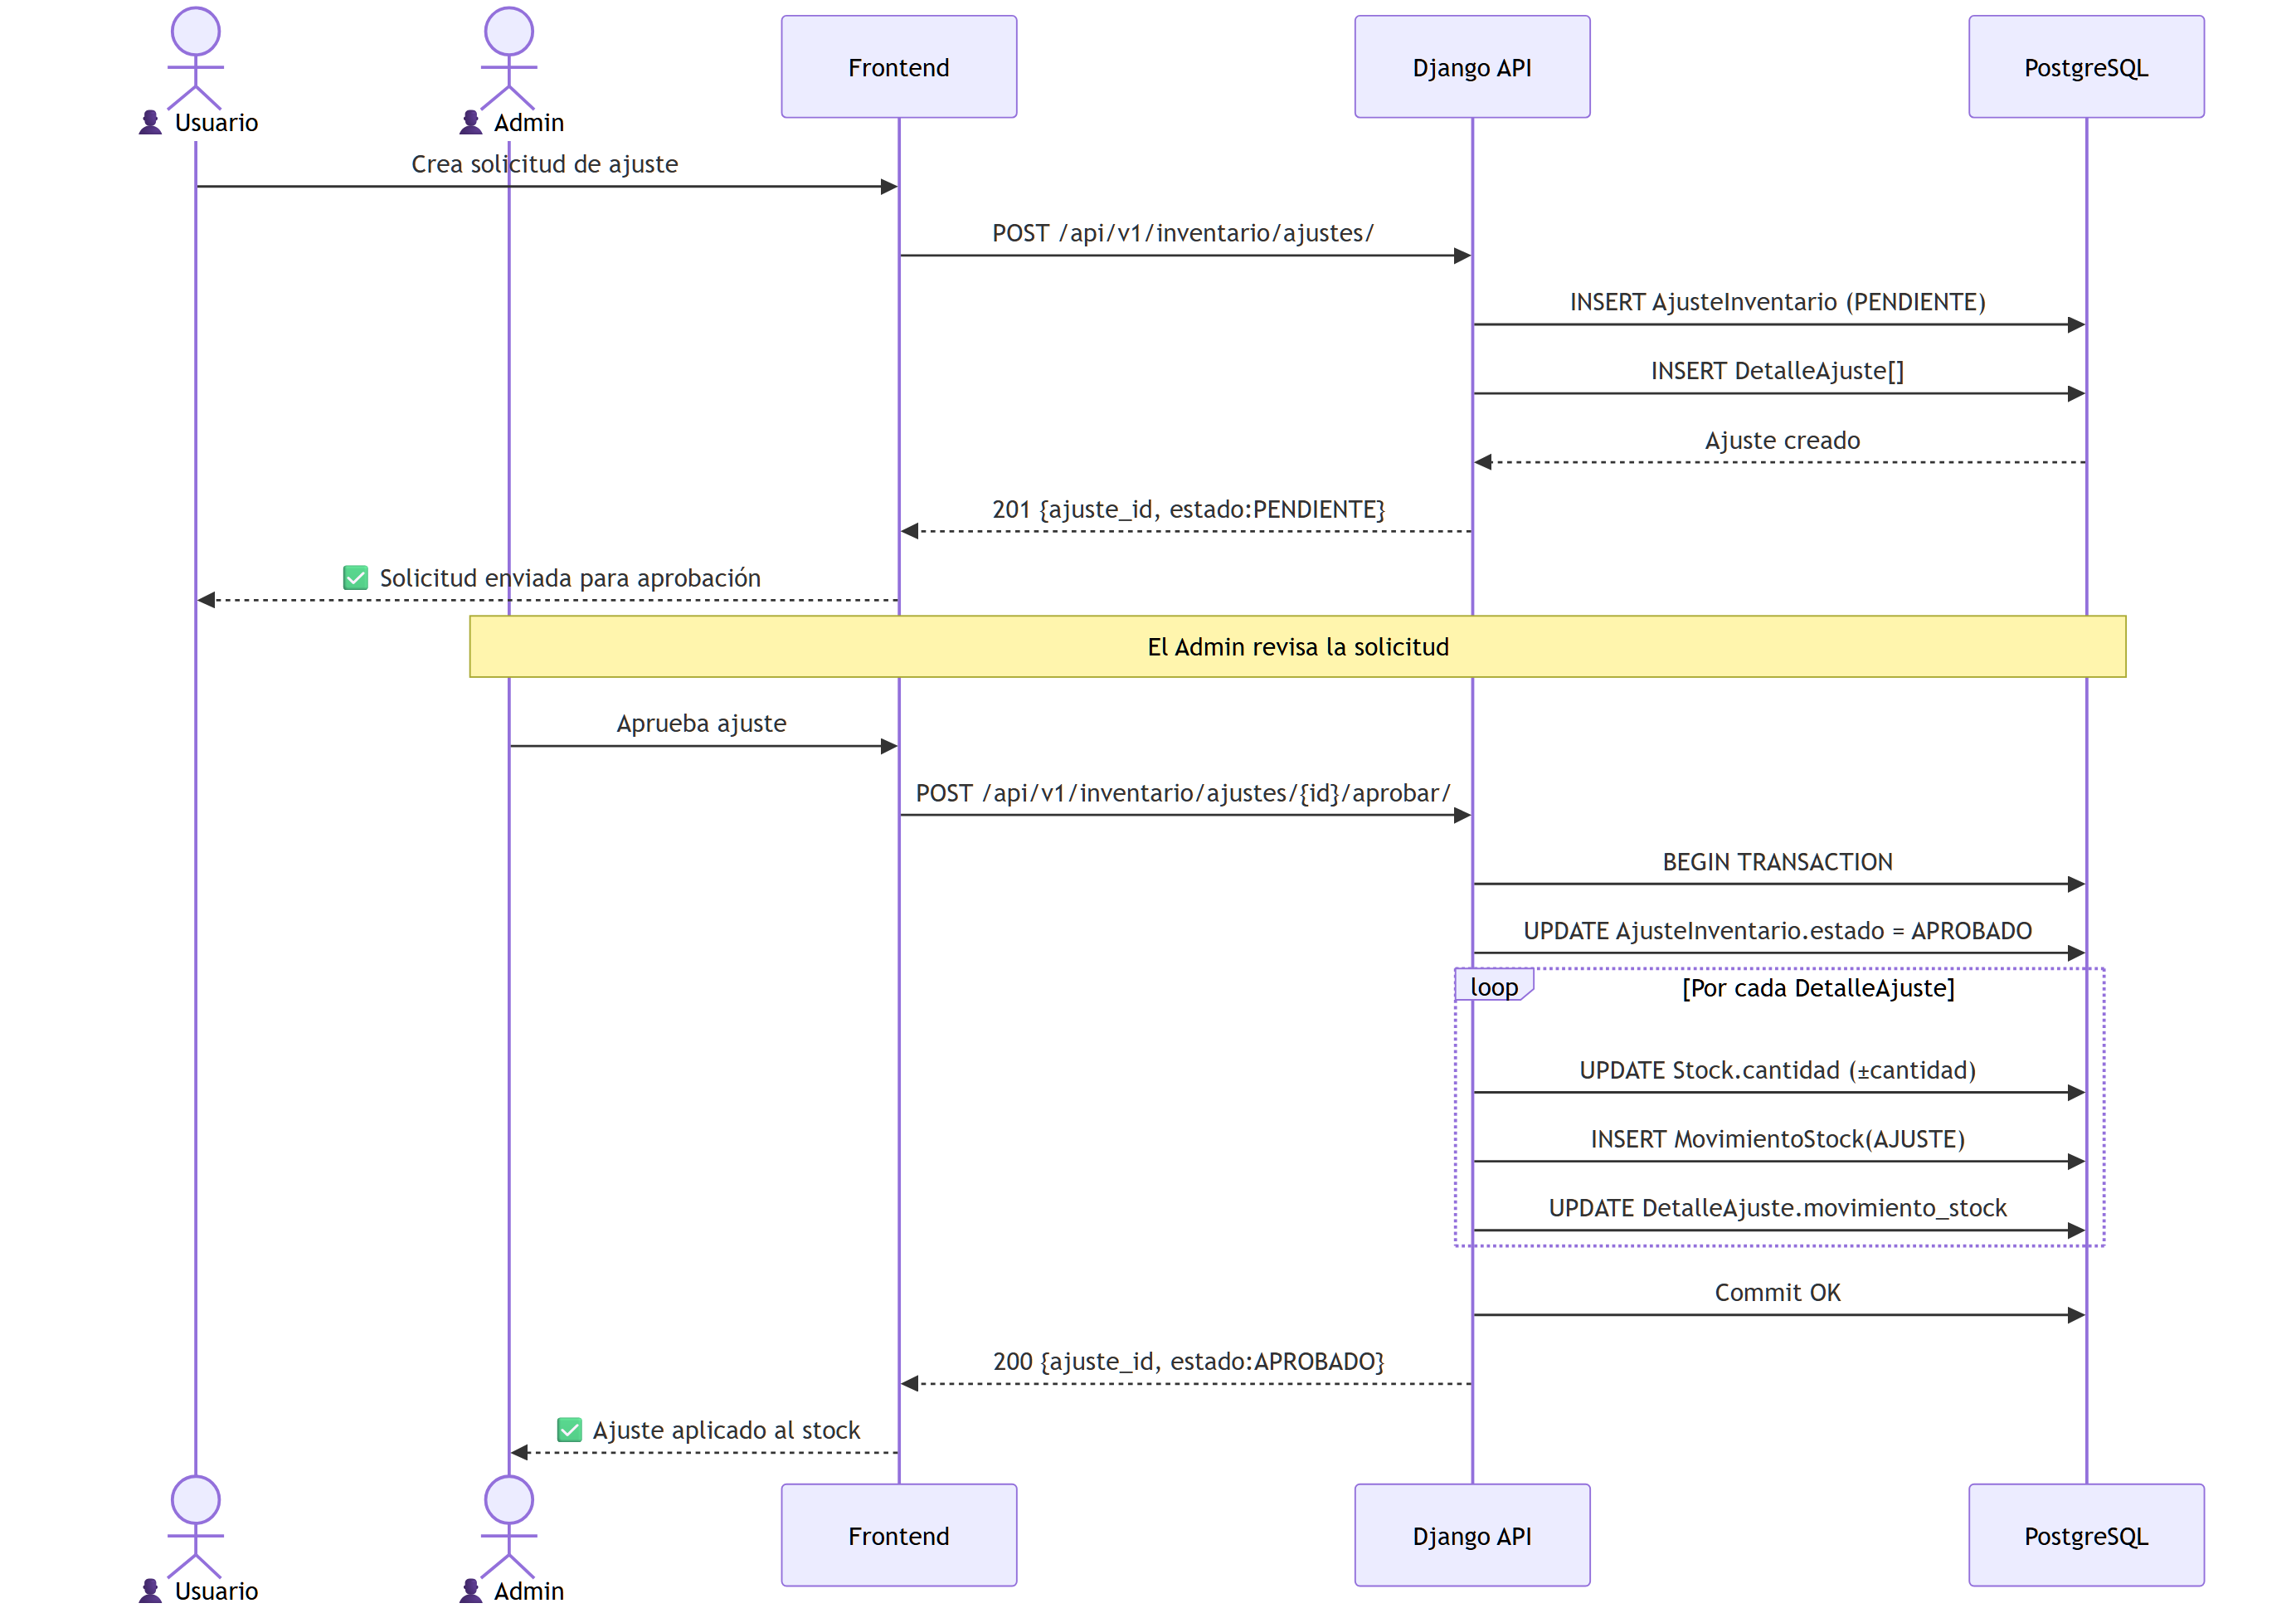 Usuario
Admin
Frontend
Django API
PostgreSQL
Crea solicitud de ajuste
POST /api/v1/inventario/ajustes/
INSERT AjusteInventario (PENDIENTE)
INSERT DetalleAjuste[]
Ajuste creado
201 {ajuste_id, estado:PENDIENTE}
✅ Solicitud enviada para aprobación
El Admin revisa la solicitud
Aprueba ajuste
POST /api/v1/inventario/ajustes/{id}/aprobar/
BEGIN TRANSACTION
UPDATE AjusteInventario.estado = APROBADO
loop
[Por cada DetalleAjuste]
UPDATE Stock.cantidad (±cantidad)
INSERT MovimientoStock(AJUSTE)
UPDATE DetalleAjuste.movimiento_stock
Commit OK
200 {ajuste_id, estado:APROBADO}
✅ Ajuste aplicado al stock
Usuario
Admin
Frontend
Django API
PostgreSQL